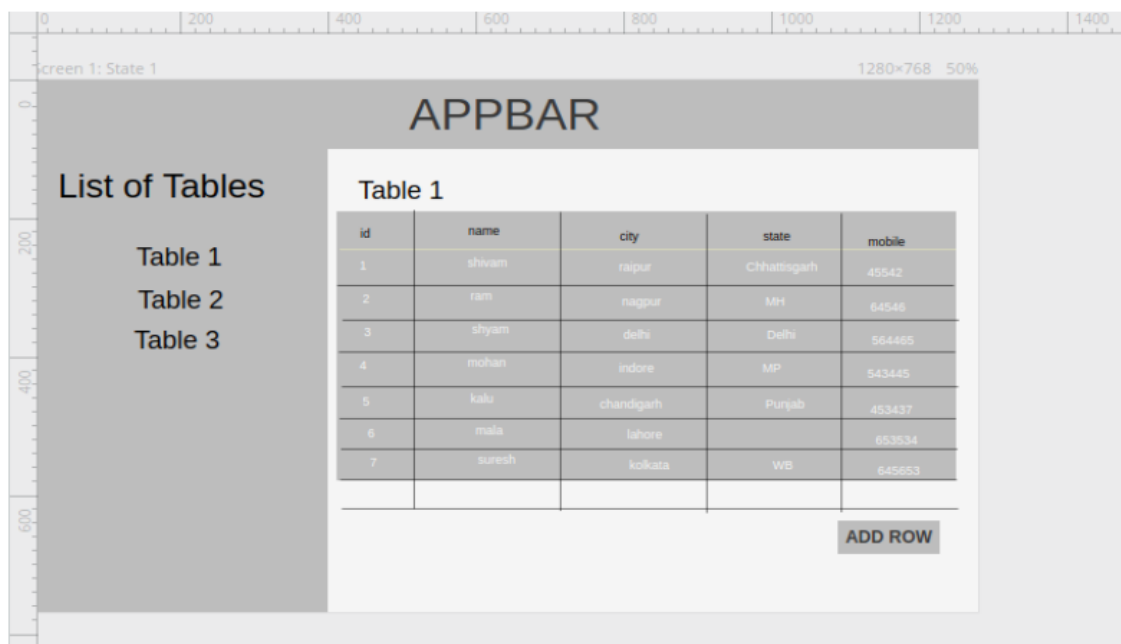 0 200 400 600 800 1000 1200 1400
Screen 1: State 1 1280×768 50%
0
200
400
600
APPBAR
List of Tables
Table 1
Table 2
Table 3
Table 1
id name city state mobile
1 shivam raipur Chhattisgarh 45542
2 ram nagpur MH 64546
3 shyam delhi Delhi 564465
4 mohan indore MP 543445
5 kalu chandigarh Punjab 453437
6 mala lahore 653534
7 suresh kolkata WB 645653
ADD ROW